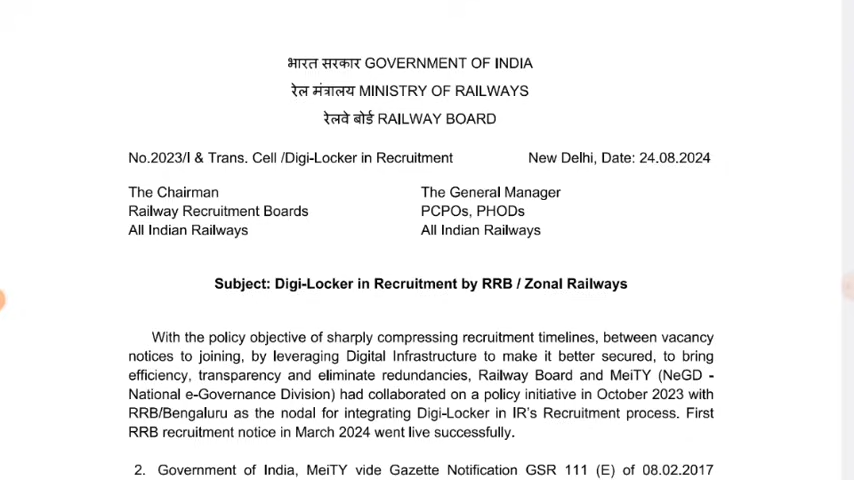 भारत सरकार GOVERNMENT OF INDIA
रेल मंत्रालय MINISTRY OF RAILWAYS
रेलवे बोर्ड RAILWAY BOARD
No.2023/I & Trans. Cell /Digi-Locker in Recruitment New Delhi, Date: 24.08.2024
The Chairman
Railway Recruitment Boards
All Indian Railways
The General Manager
PCPOs, PHODs
All Indian Railways
Subject: Digi-Locker in Recruitment by RRB / Zonal Railways
With the policy objective of sharply compressing recruitment timelines, between vacancy
notices to joining, by leveraging Digital Infrastructure to make it better secured, to bring
efficiency, transparency and eliminate redundancies, Railway Board and MeiTY (NeGD -
National e-Governance Division) had collaborated on a policy initiative in October 2023 with
RRB/Bengaluru as the nodal for integrating Digi-Locker in IR's Recruitment process. First
RRB recruitment notice in March 2024 went live successfully.
2. Government of India, MeiTY vide Gazette Notification GSR 111 (E) of 08.02.2017